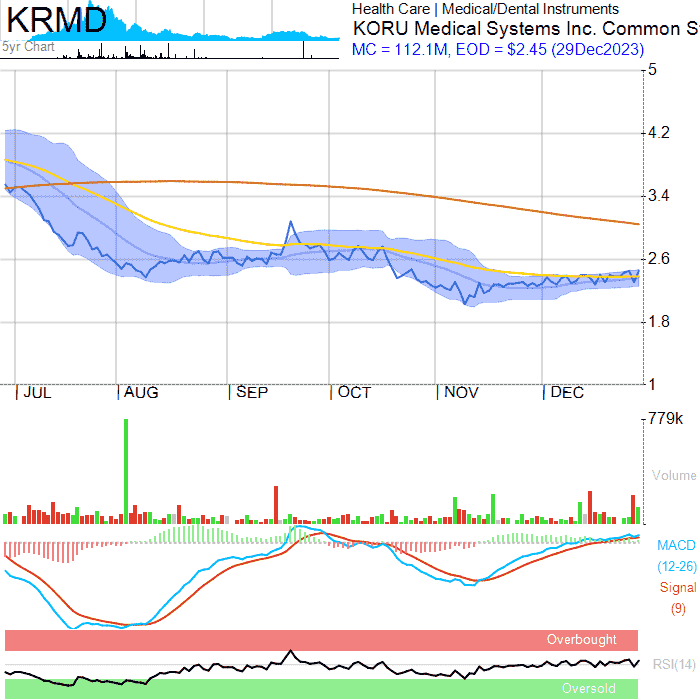 KRMD
Health Care | Medical/Dental Instruments
KORU Medical Systems Inc. Common S
5yr Chart
MC = 112.1M, EOD = $2.45 (29Dec2023)
5
4.2
3.4
2.6
1.8
1
JUL AUG SEP OCT NOV DEC
779k
Volume
MACD
(12-26)
Signal
(9)
Overbought
RSI(14)
Oversold